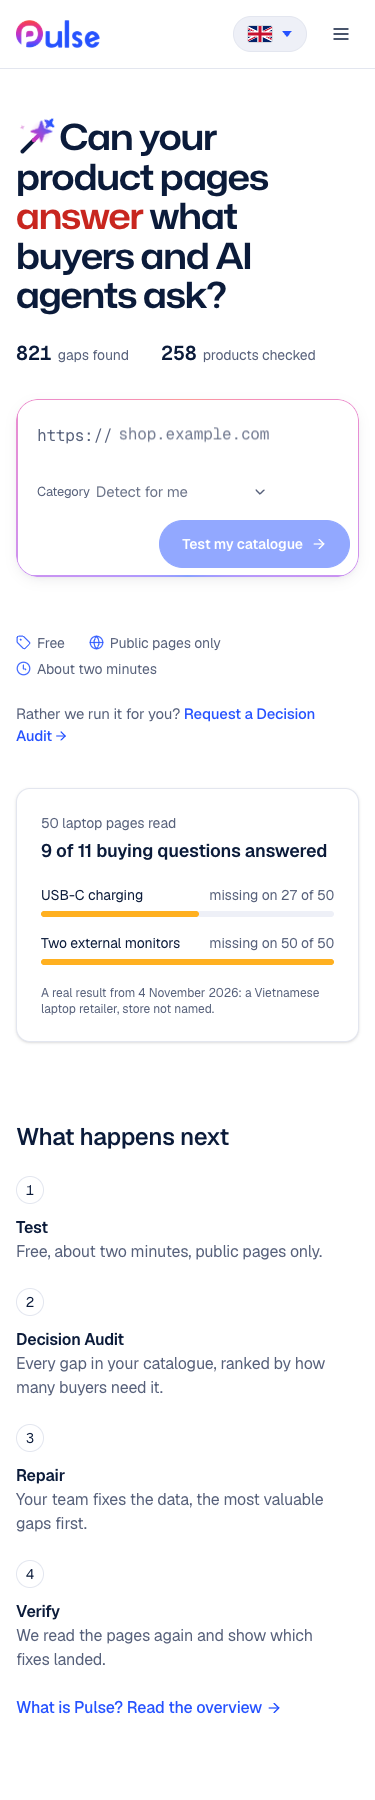 Pulse
Can your
product pages
answer what
buyers and AI
agents ask?
821 gaps found 258 products checked
https:// shop.example.com
Category Detect for me
Test my catalogue →
Free Public pages only
About two minutes
Rather we run it for you? Request a Decision
Audit →
50 laptop pages read
9 of 11 buying questions answered
USB-C charging missing on 27 of 50
Two external monitors missing on 50 of 50
A real result from 4 November 2026: a Vietnamese
laptop retailer, store not named.
What happens next
1
Test
Free, about two minutes, public pages only.
2
Decision Audit
Every gap in your catalogue, ranked by how
many buyers need it.
3
Repair
Your team fixes the data, the most valuable
gaps first.
4
Verify
We read the pages again and show which
fixes landed.
What is Pulse? Read the overview →